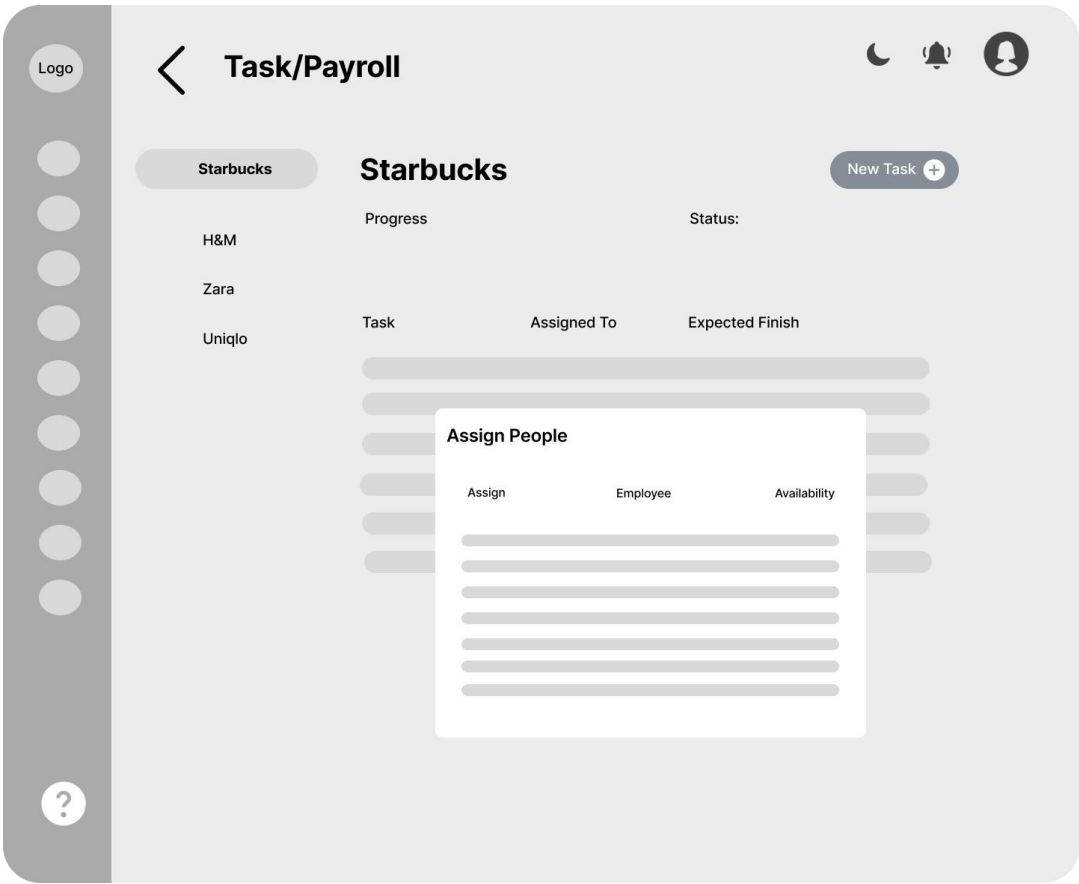 Logo
Task/Payroll
Starbucks
H&M
Zara
Uniqlo
Starbucks
New Task
Progress
Status:
Task
Assigned To
Expected Finish
Assign People
Assign
Employee
Availability
?